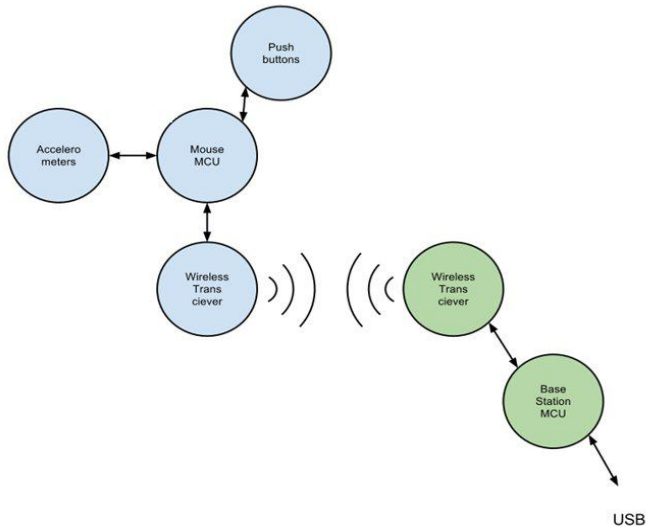 Push
buttons
Accelero
meters
Mouse
MCU
Wireless
Trans
ciever
Wireless
Trans
ciever
Base
Station
MCU
USB